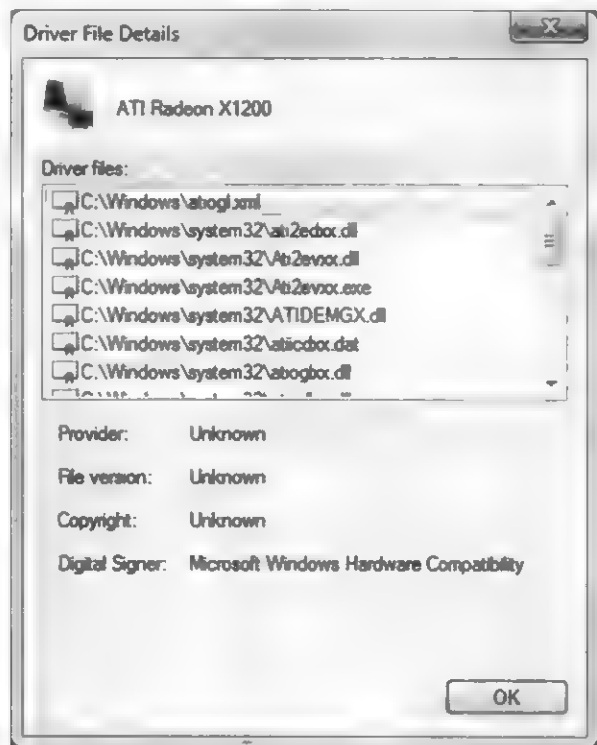 Driver File Details
ATI Radeon X1200
Driver files:
C:\Windows\atiogl.xml
C:\Windows\system32\ati2edxx.dll
C:\Windows\system32\Ati2evxx.dll
C:\Windows\system32\Ati2evxx.exe
C:\Windows\system32\ATIDEMGX.dll
C:\Windows\system32\atiicdxx.dat
C:\Windows\system32\atioglxx.dll
Provider: Unknown
File version: Unknown
Copyright: Unknown
Digital Signer: Microsoft Windows Hardware Compatibility
OK